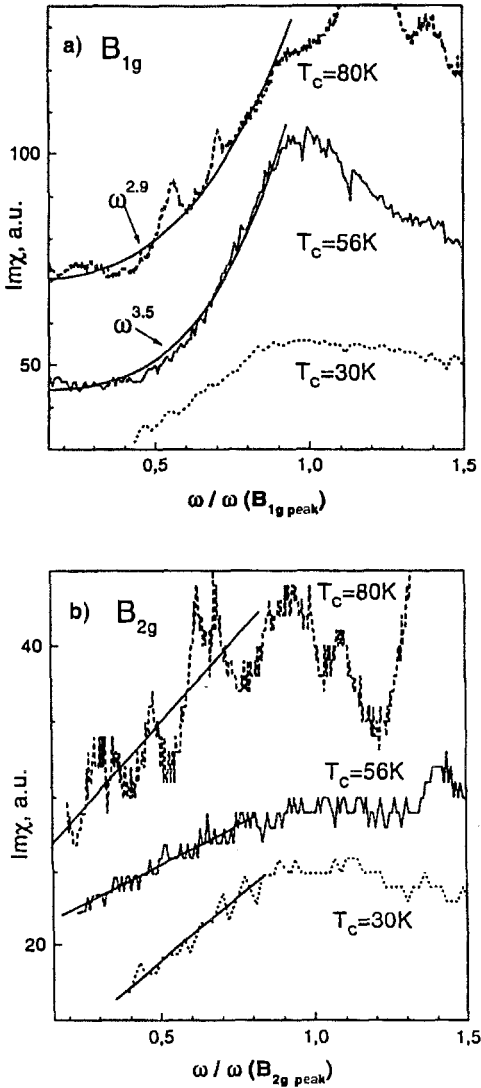 a) B1g
Tc=80K
100
ω2.9
Imχ, a.u.
Tc=56K
ω3.5
50
Tc=30K
0,5
1,0
1,5
ω / ω (B1g peak)
b) B2g
Tc=80K
40
Tc=56K
Imχ, a.u.
20
Tc=30K
0,5
1,0
1,5
ω / ω (B2g peak)